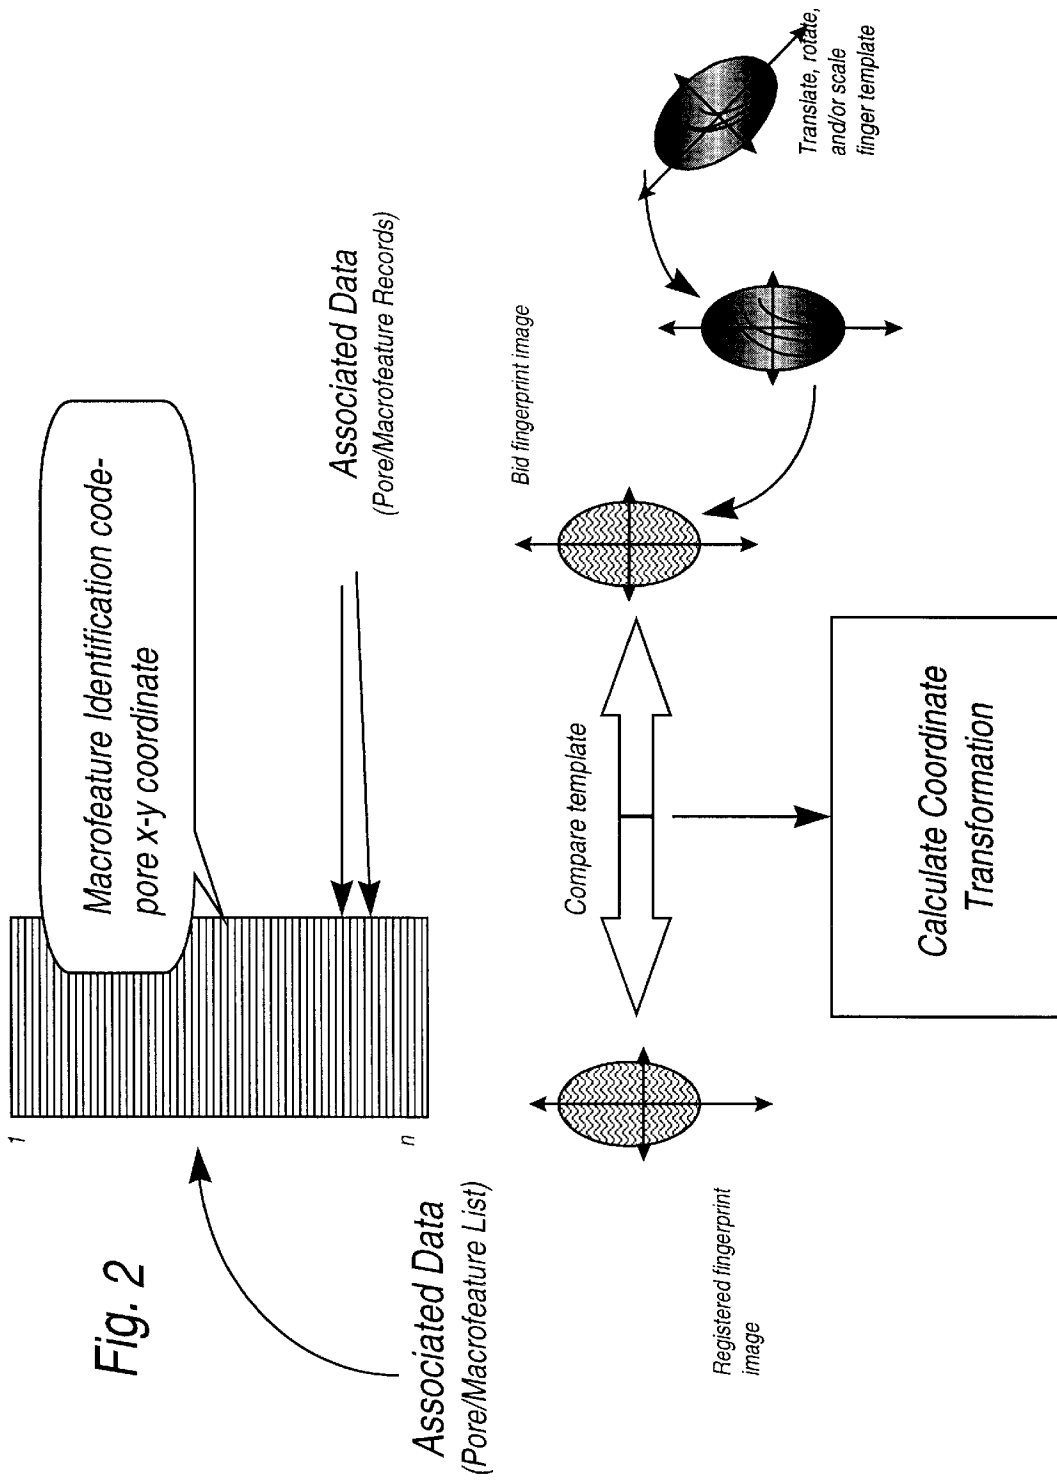 Fig. 2
Associated Data
(Pore/Macrofeature List)
1
n
Macrofeature Identification code-
pore x-y coordinate
Associated Data
(Pore/Macrofeature Records)
Registered fingerprint
image
Compare template
Bid fingerprint image
Translate, rotate,
and/or scale
finger template
Calculate Coordinate
Transformation